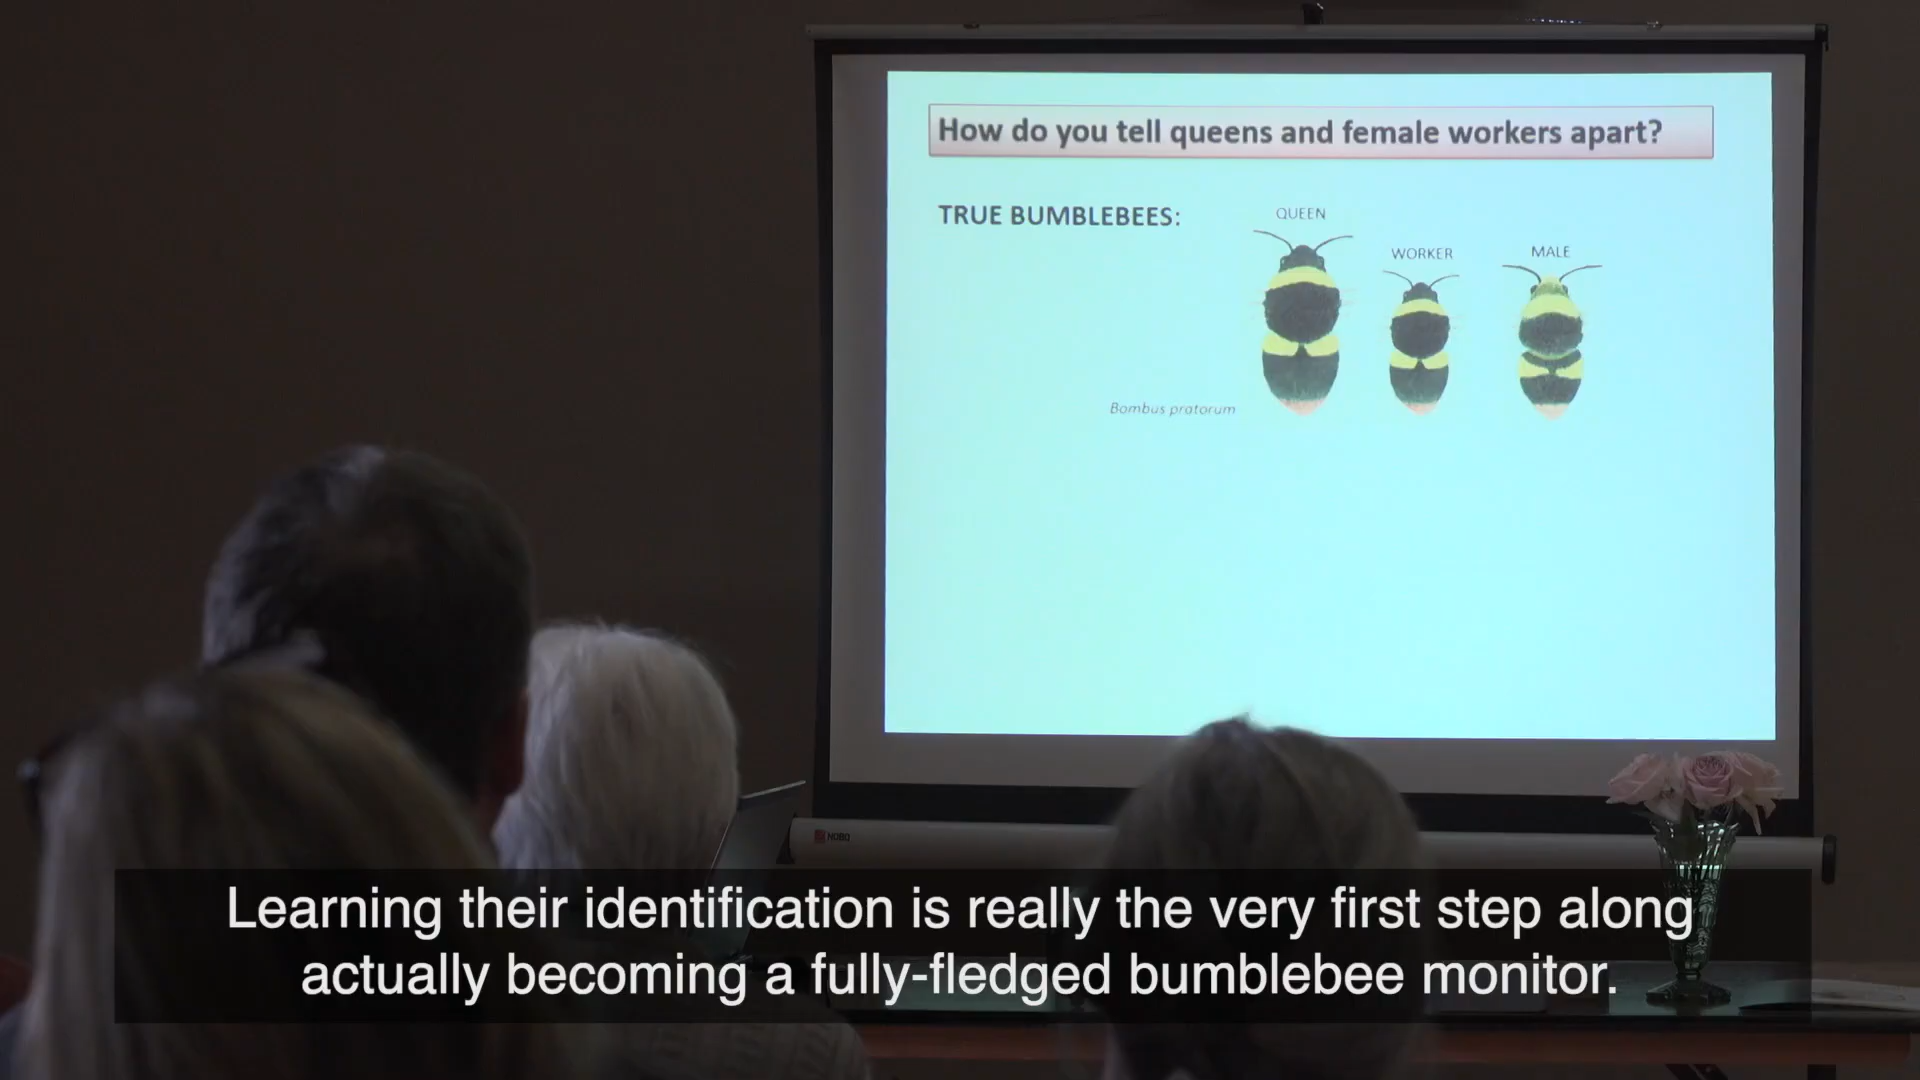 How do you tell queens and female workers apart?
TRUE BUMBLEBEES:
QUEEN
WORKER
MALE
Bombus pratorum
NOBO
Learning their identification is really the very first step along
actually becoming a fully-fledged bumblebee monitor.